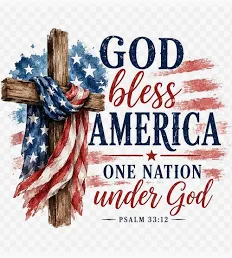 GOD
bless
AMERICA
ONE NATION
under God
PSALM 33:12